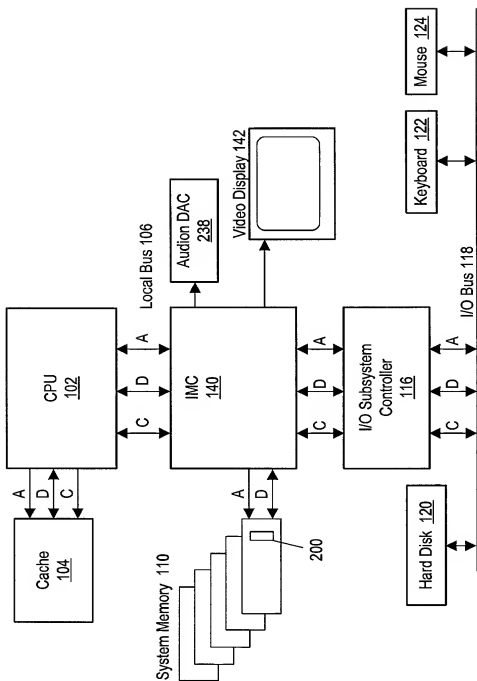 Cache
104
A
D
C
CPU
102
C
D
A
Local Bus 106
System Memory 110
200
A
D
IMC
140
Audion DAC
238
Video Display 142
C
D
A
I/O Subsystem
Controller
116
C
D
A
I/O Bus 118
Hard Disk 120
Keyboard 122
Mouse 124